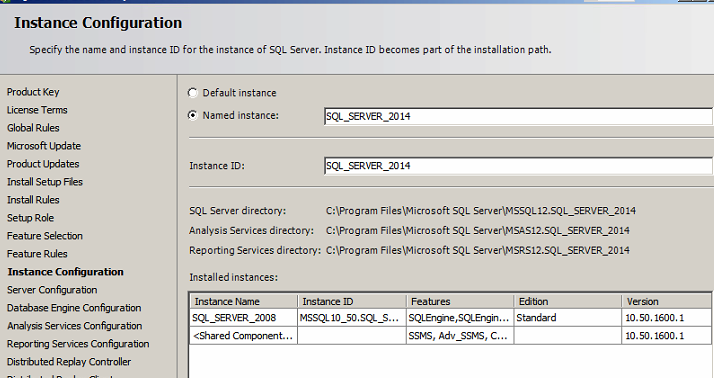 Instance Configuration
Specify the name and instance ID for the instance of SQL Server. Instance ID becomes part of the installation path.
Product Key
License Terms
Global Rules
Microsoft Update
Product Updates
Install Setup Files
Install Rules
Setup Role
Feature Selection
Feature Rules
Instance Configuration
Server Configuration
Database Engine Configuration
Analysis Services Configuration
Reporting Services Configuration
Distributed Replay Controller
Default instance
Named instance: SQL_SERVER_2014
Instance ID: SQL_SERVER_2014
SQL Server directory: C:\Program Files\Microsoft SQL Server\MSSQL12.SQL_SERVER_2014
Analysis Services directory: C:\Program Files\Microsoft SQL Server\MSAS12.SQL_SERVER_2014
Reporting Services directory: C:\Program Files\Microsoft SQL Server\MSRS12.SQL_SERVER_2014
Installed instances:
Instance Name Instance ID Features Edition Version
SQL_SERVER_2008 MSSQL10_50.SQL_S... SQLEngine,SQLEngin... Standard 10.50.1600.1
<Shared Component... SSMS, Adv_SSMS, C... 10.50.1600.1